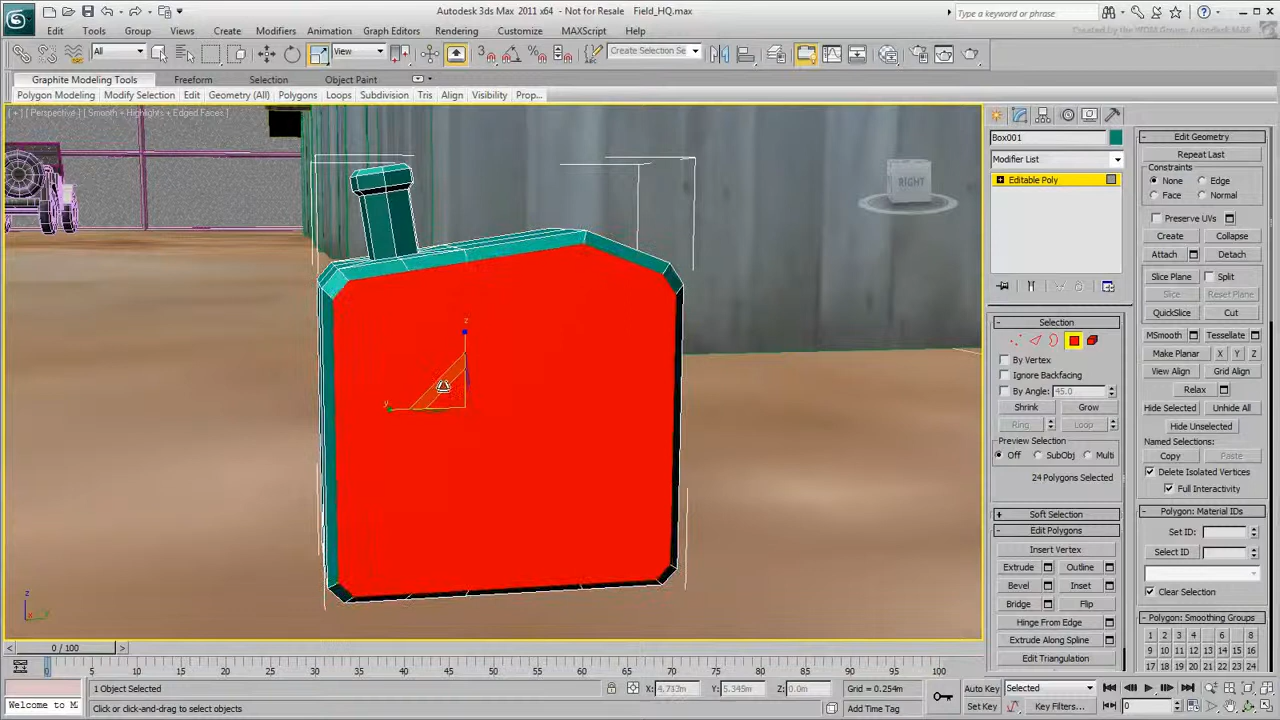 Autodesk 3ds Max 2011 x64 - Not for Resale Field_HQ.max
Type a keyword or phrase
Edit Tools Group Views Create Modifiers Animation Graph Editors Rendering Customize MAXScript Help
All
View
Create Selection Se
Graphite Modeling Tools Freeform Selection Object Paint
Polygon Modeling Modify Selection Edit Geometry (All) Polygons Loops Subdivision Tris Align Visibility Prop...
[ + ] [ Perspective ] [ Smooth + Highlights + Edged Faces ]
RIGHT
z
y
z
Box001
Modifier List
Editable Poly
Selection
By Vertex
Ignore Backfacing
By Angle: 45.0
Shrink Grow
Ring Loop
Preview Selection
Off SubObj Multi
24 Polygons Selected
Soft Selection
Edit Polygons
Insert Vertex
Extrude Outline
Bevel Inset
Bridge Flip
Hinge From Edge
Extrude Along Spline
Edit Triangulation
Edit Geometry
Repeat Last
Constraints
None Edge
Face Normal
Preserve UVs
Create Collapse
Attach Detach
Slice Plane Split
Slice Reset Plane
QuickSlice Cut
MSmooth Tessellate
Make Planar X Y Z
View Align Grid Align
Relax
Hide Selected Unhide All
Hide Unselected
Named Selections:
Copy Paste
Delete Isolated Vertices
Full Interactivity
Polygon: Material IDs
Set ID:
Select ID
Clear Selection
Polygon: Smoothing Groups
1 2 3 4 6 8
9 10 11 12 13 14 15 16
17 18 19 20 21 22 23 24
0 / 100
0 5 10 15 20 25 30 35 40 45 50 55 60 65 70 75 80 85 90 95 100
1 Object Selected
X: 4.733m Y: 5.345m Z: 0.0m Grid = 0.254m
Auto Key Selected
Welcome to M
Click or click-and-drag to select objects
Add Time Tag
Set Key Key Filters...
0